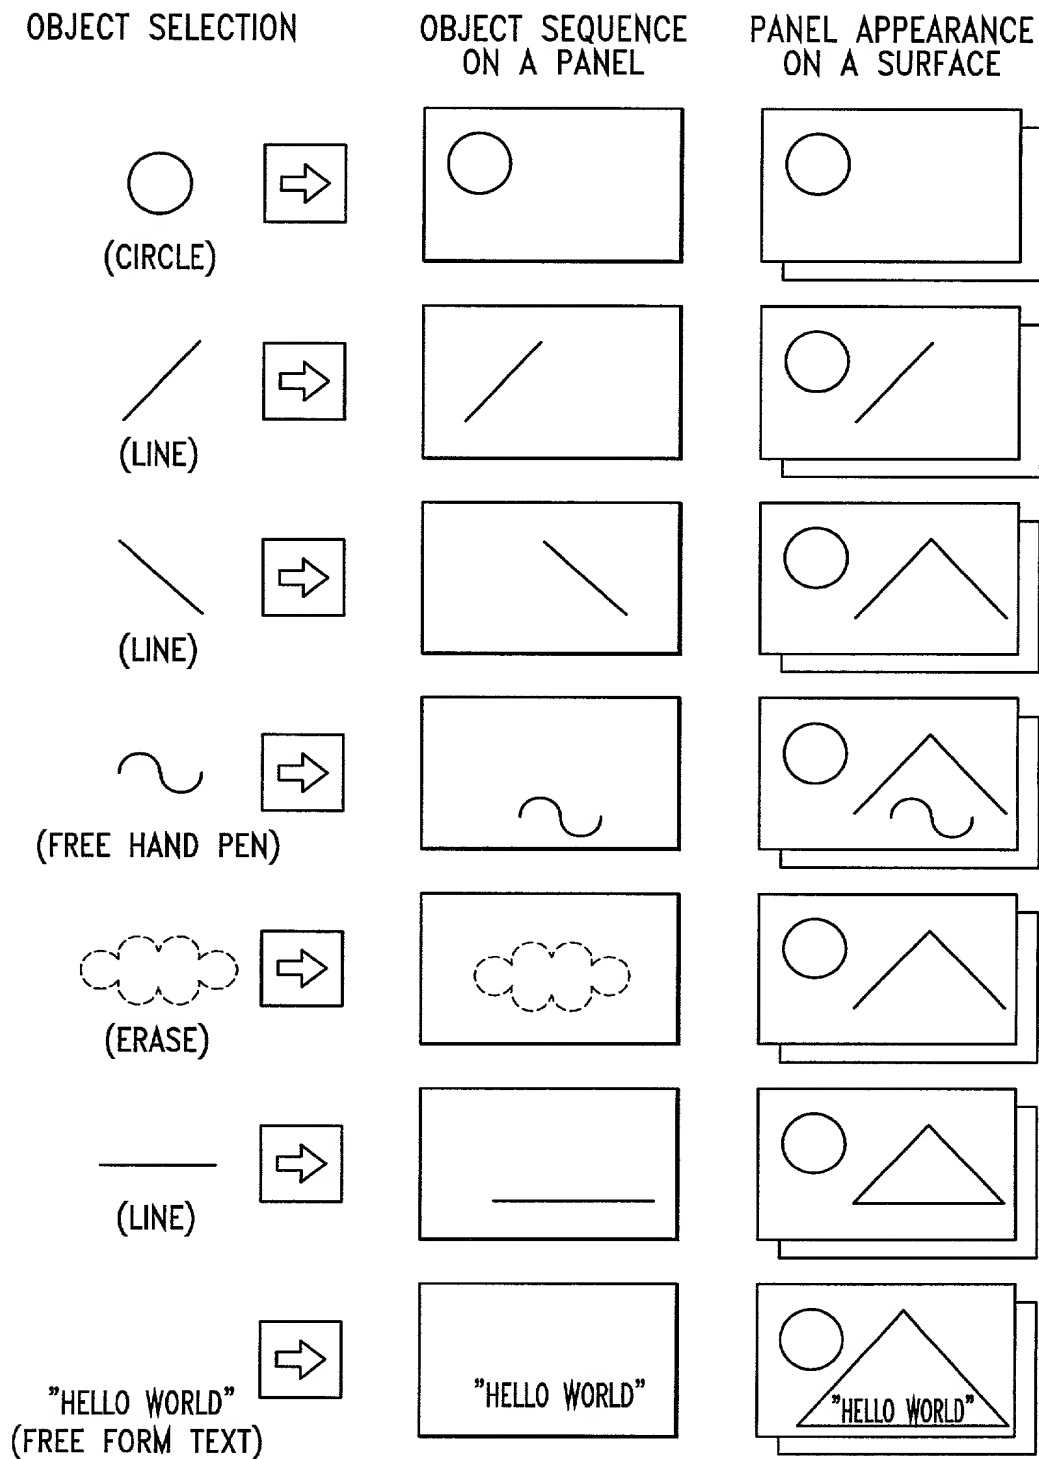 OBJECT SELECTION
OBJECT SEQUENCE
ON A PANEL
PANEL APPEARANCE
ON A SURFACE
(CIRCLE)
(LINE)
(LINE)
(FREE HAND PEN)
(ERASE)
(LINE)
"HELLO WORLD"
(FREE FORM TEXT)
"HELLO WORLD"
"HELLO WORLD"